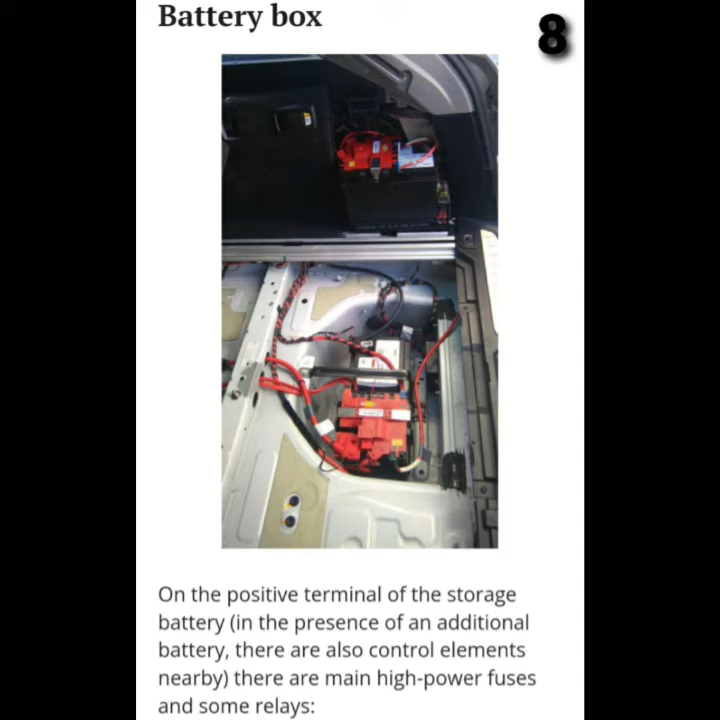 Battery box
8
On the positive terminal of the storage
battery (in the presence of an additional
battery, there are also control elements
nearby) there are main high-power fuses
and some relays: